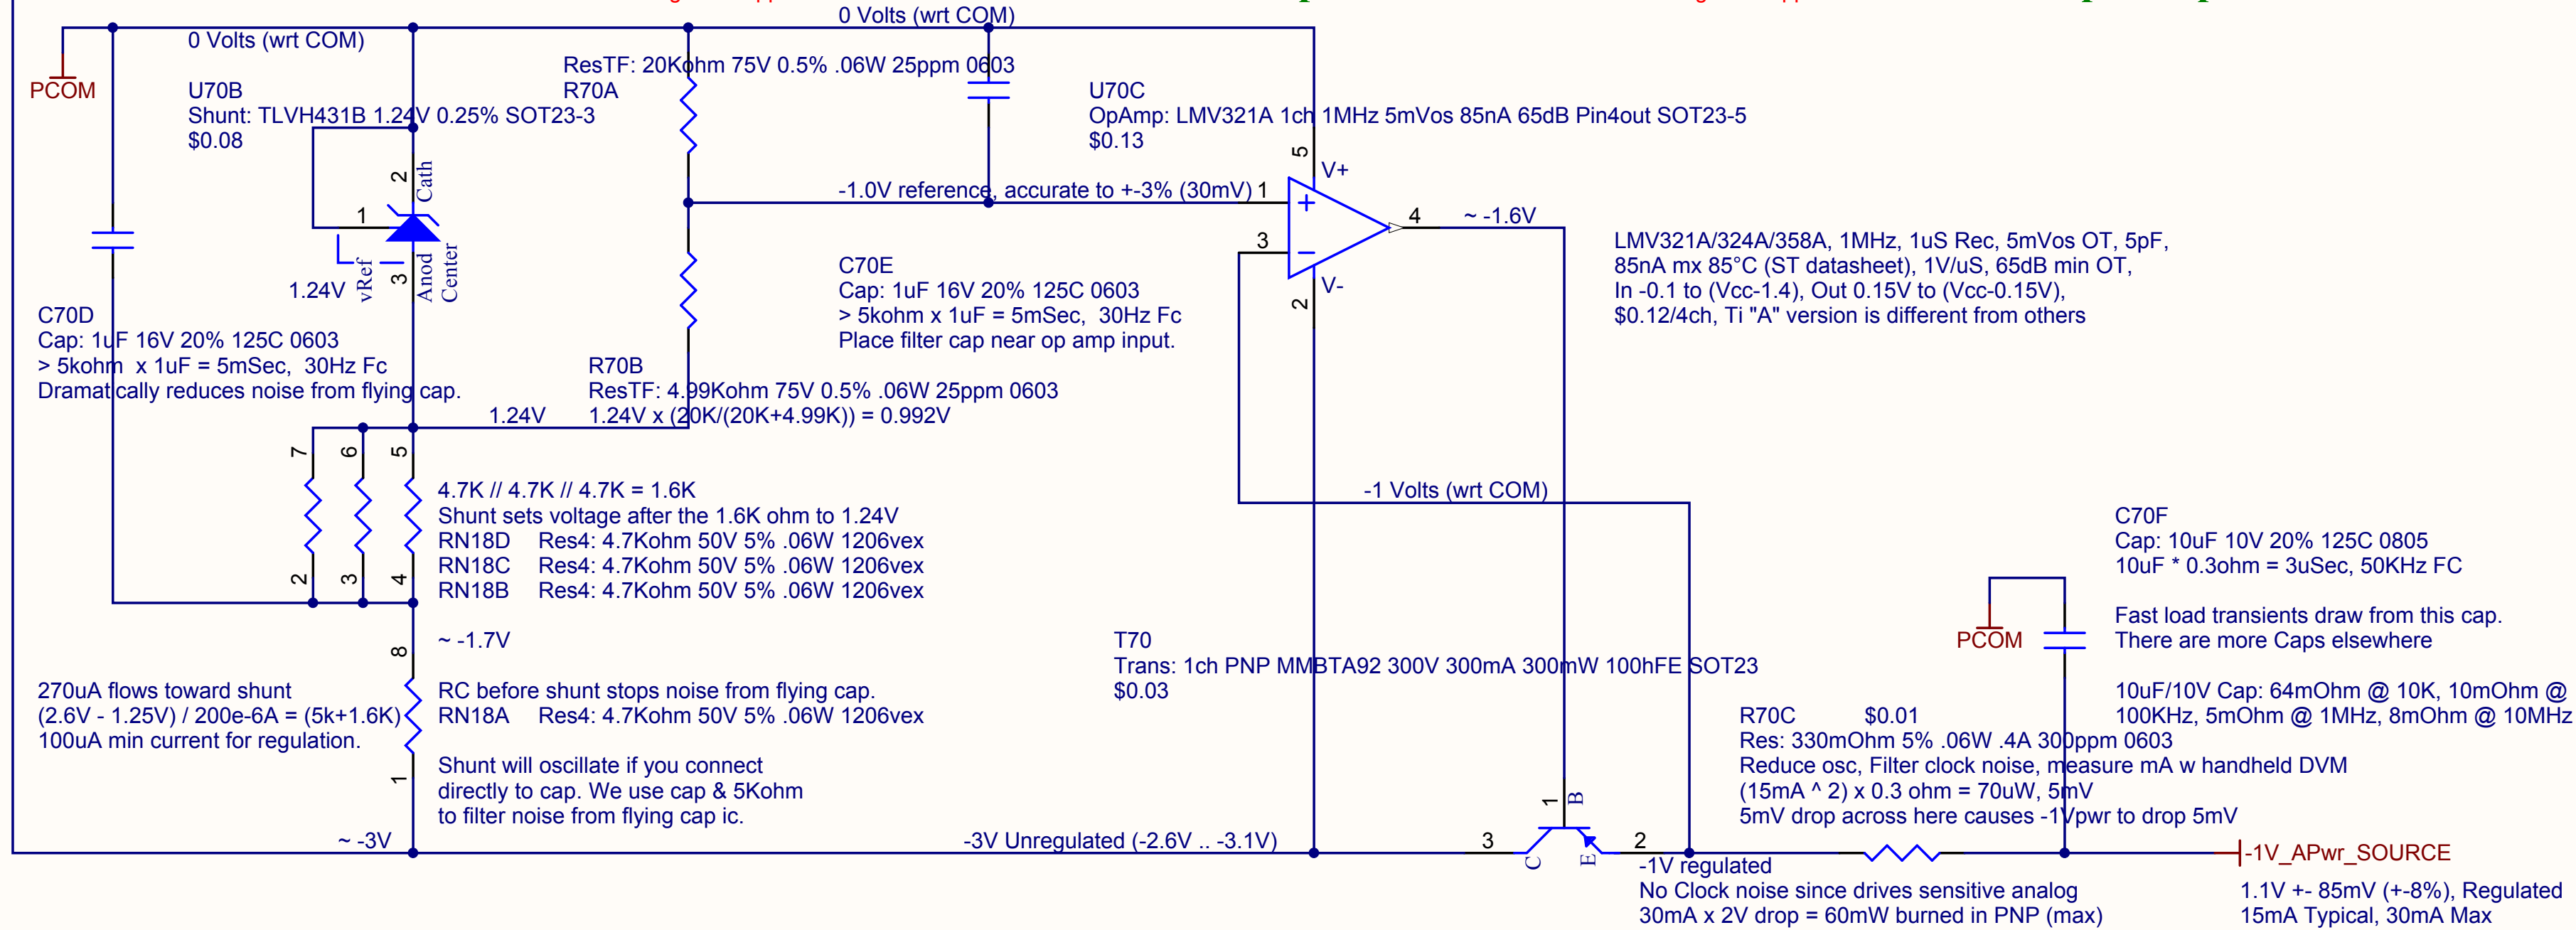 0 Volts (wrt COM)
0 Volts (wrt COM)
PCOM
U70B
Shunt: TLVH431B 1.24V 0.25% SOT23-3
$0.08
ResTF: 20Kohm 75V 0.5% .06W 25ppm 0603
R70A
U70C
OpAmp: LMV321A 1ch 1MHz 5mVos 85nA 65dB Pin4out SOT23-5
$0.13
2
Cath
1
vRef
3
Anod
Center
1.24V
-1.0V reference, accurate to +-3% (30mV)
1
5
V+
3
V-
2
4
~ -1.6V
LMV321A/324A/358A, 1MHz, 1uS Rec, 5mVos OT, 5pF,
85nA mx 85°C (ST datasheet), 1V/uS, 65dB min OT,
In -0.1 to (Vcc-1.4), Out 0.15V to (Vcc-0.15V),
$0.12/4ch, Ti "A" version is different from others
C70D
Cap: 1uF 16V 20% 125C 0603
> 5kohm  x 1uF = 5mSec,  30Hz Fc
Dramatically reduces noise from flying cap.
C70E
Cap: 1uF 16V 20% 125C 0603
> 5kohm x 1uF = 5mSec,  30Hz Fc
Place filter cap near op amp input.
R70B
ResTF: 4.99Kohm 75V 0.5% .06W 25ppm 0603
1.24V x (20K/(20K+4.99K)) = 0.992V
1.24V
7
6
5
2
3
4
4.7K // 4.7K // 4.7K = 1.6K
Shunt sets voltage after the 1.6K ohm to 1.24V
RN18D Res4: 4.7Kohm 50V 5% .06W 1206vex
RN18C Res4: 4.7Kohm 50V 5% .06W 1206vex
RN18B Res4: 4.7Kohm 50V 5% .06W 1206vex
-1 Volts (wrt COM)
~ -1.7V
8
270uA flows toward shunt
(2.6V - 1.25V) / 200e-6A = (5k+1.6K)
100uA min current for regulation.
RC before shunt stops noise from flying cap.
RN18A Res4: 4.7Kohm 50V 5% .06W 1206vex
1
Shunt will oscillate if you connect
directly to cap. We use cap & 5Kohm
to filter noise from flying cap ic.
~ -3V
-3V Unregulated (-2.6V .. -3.1V)
T70
Trans: 1ch PNP MMBTA92 300V 300mA 300mW 100hFE SOT23
$0.03
1
B
3
C
E
2
-1V regulated
No Clock noise since drives sensitive analog
30mA x 2V drop = 60mW burned in PNP (max)
R70C $0.01
Res: 330mOhm 5% .06W .4A 300ppm 0603
Reduce osc, Filter clock noise, measure mA w handheld DVM
(15mA ^ 2) x 0.3 ohm = 70uW, 5mV
5mV drop across here causes -1Vpwr to drop 5mV
C70F
Cap: 10uF 10V 20% 125C 0805
10uF * 0.3ohm = 3uSec, 50KHz FC
PCOM
Fast load transients draw from this cap.
There are more Caps elsewhere
10uF/10V Cap: 64mOhm @ 10K, 10mOhm @
100KHz, 5mOhm @ 1MHz, 8mOhm @ 10MHz
-1V_APwr_SOURCE
1.1V +- 85mV (+-8%), Regulated
15mA Typical, 30mA Max